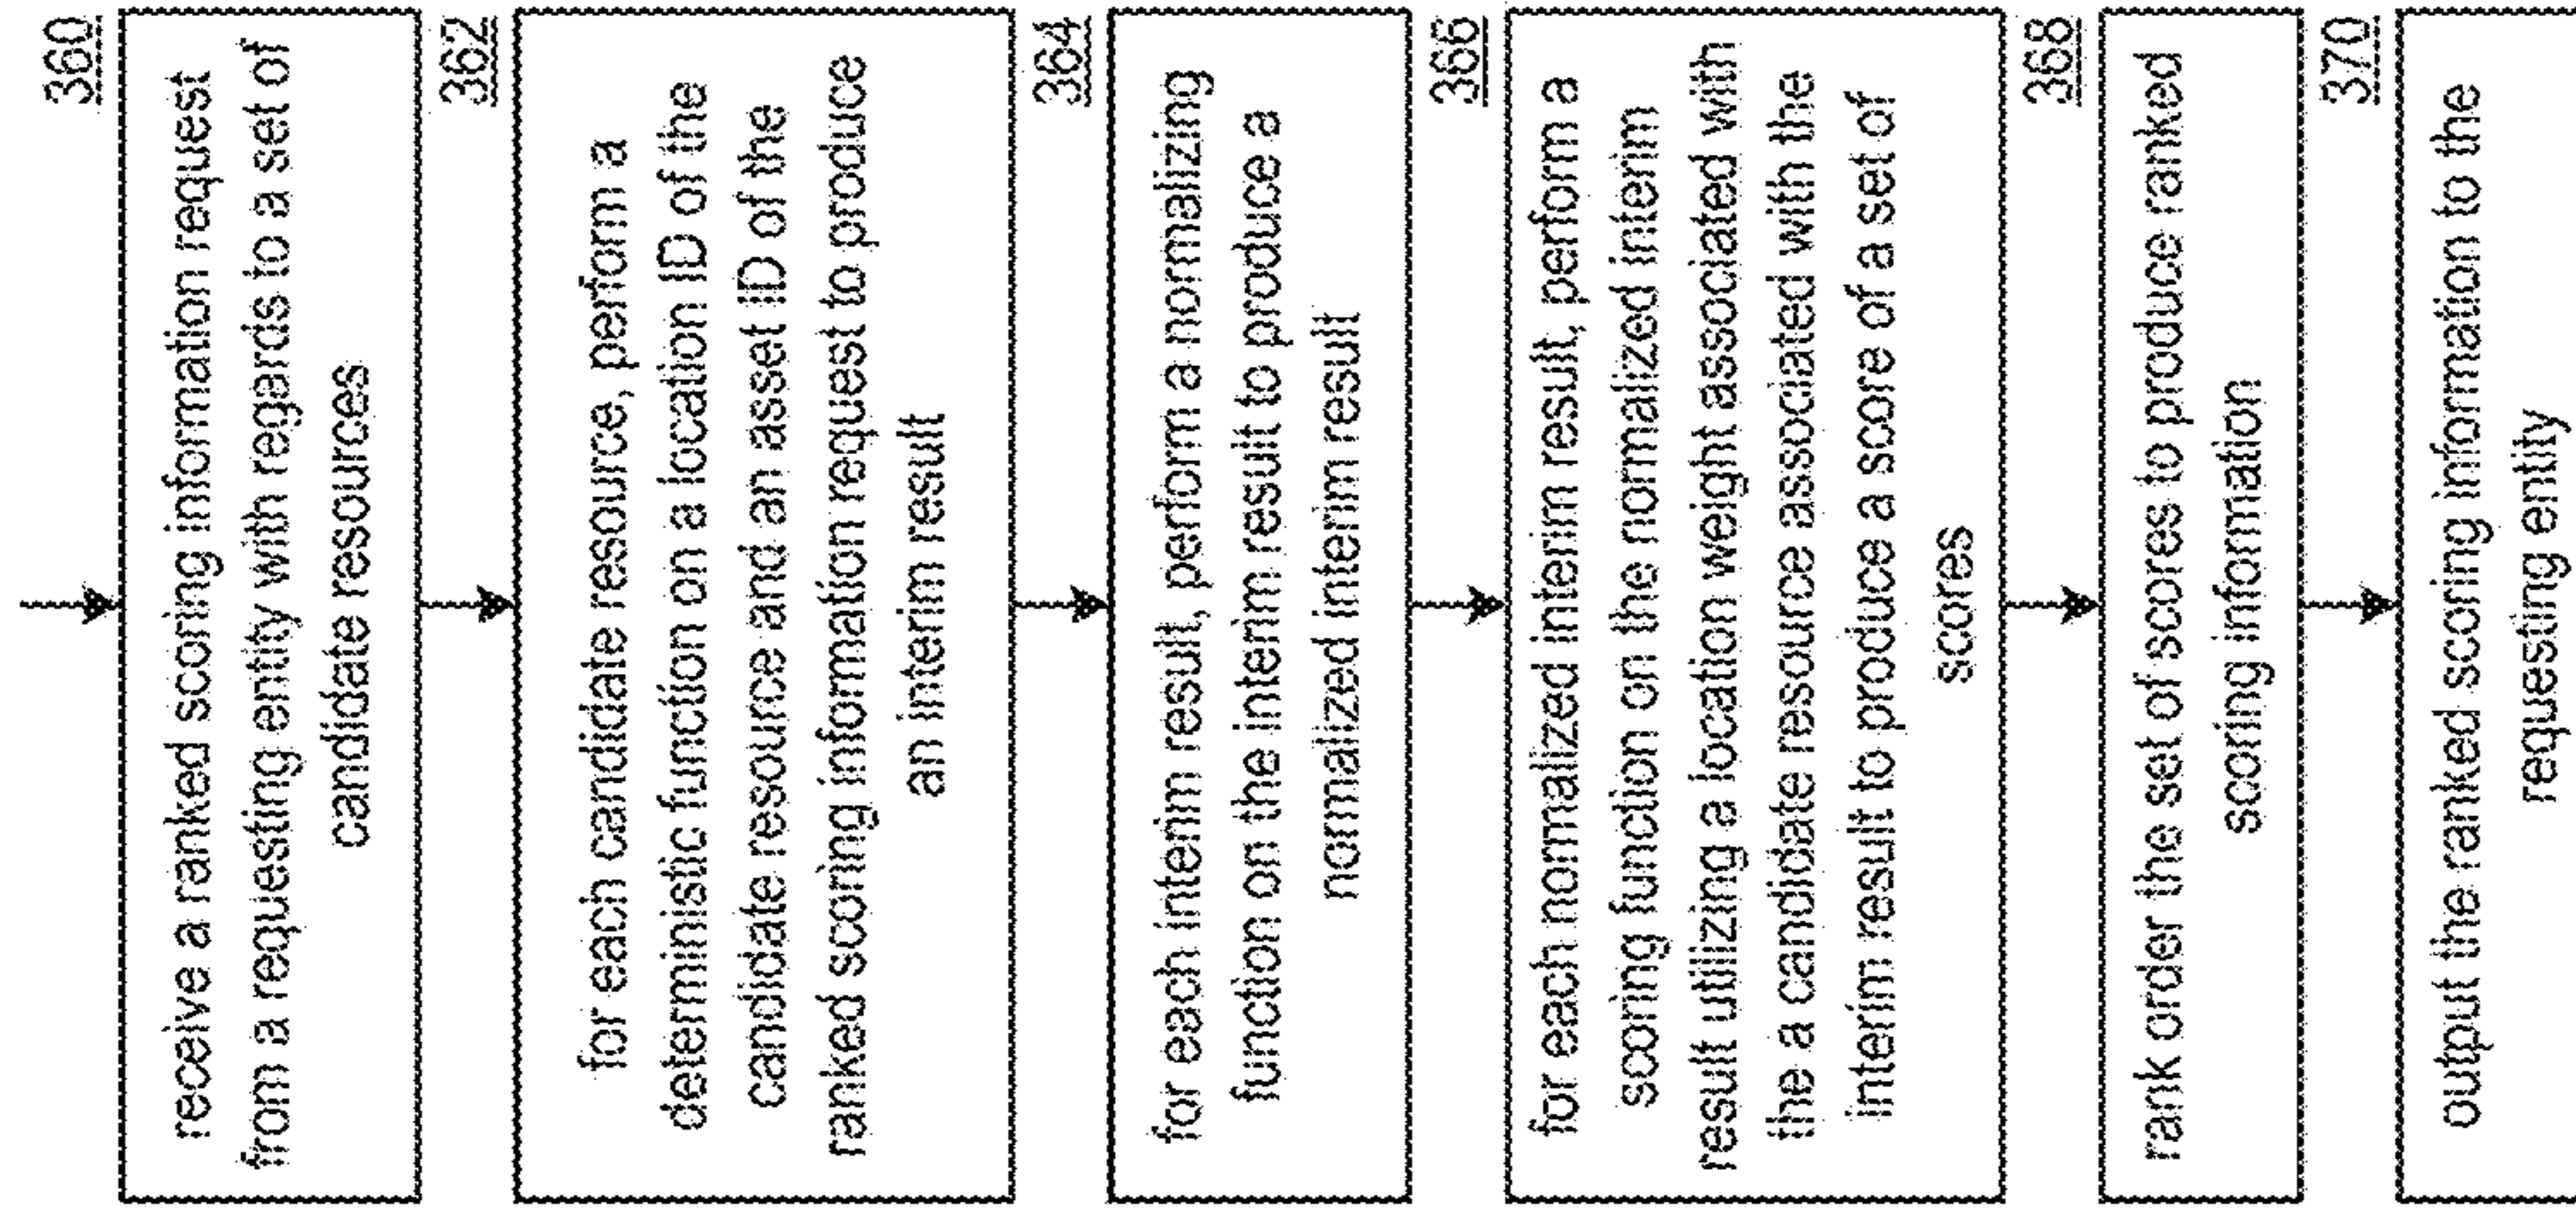 360
receive a ranked scoring information request
from a requesting entity with regards to a set of
candidate resources
362
for each candidate resource, perform a
deterministic function on a location ID of the
candidate resource and an asset ID of the
ranked scoring information request to produce
an interim result
364
for each interim result, perform a normalizing
function on the interim result to produce a
normalized interim result
366
for each normalized interim result, perform a
scoring function on the normalized interim
result utilizing a location weight associated with
the a candidate resource associated with the
interim result to produce a score of a set of
scores
368
rank order the set of scores to produce ranked
scoring information
370
output the ranked scoring information to the
requesting entity